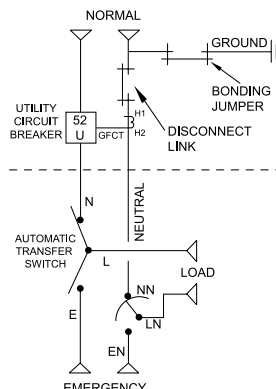 NORMAL
GROUND
BONDING
JUMPER
UTILITY
CIRCUIT
BREAKER
52
U
GFCT
H1
H2
DISCONNECT
LINK
N
NEUTRAL
AUTOMATIC
TRANSFER
SWITCH
L
LOAD
NN
LN
E
EN
EMERGENCY